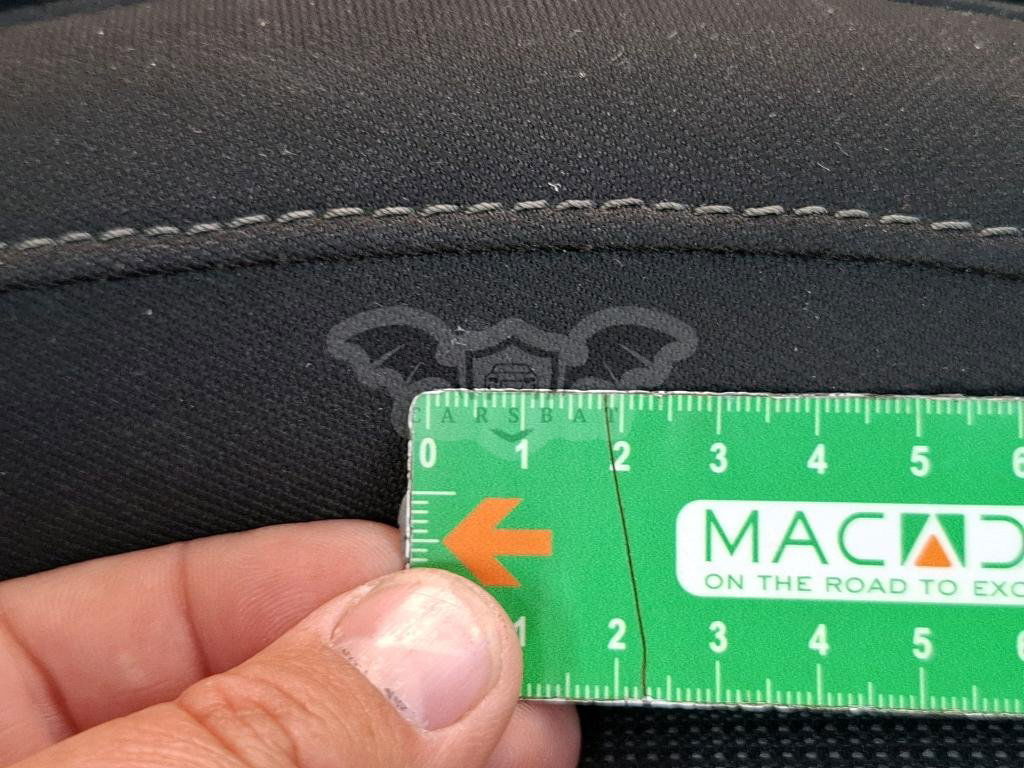 CARSBAT
0 1 2 3 4 5 6
MAC
ON THE ROAD TO EXC
1 2 3 4 5 6